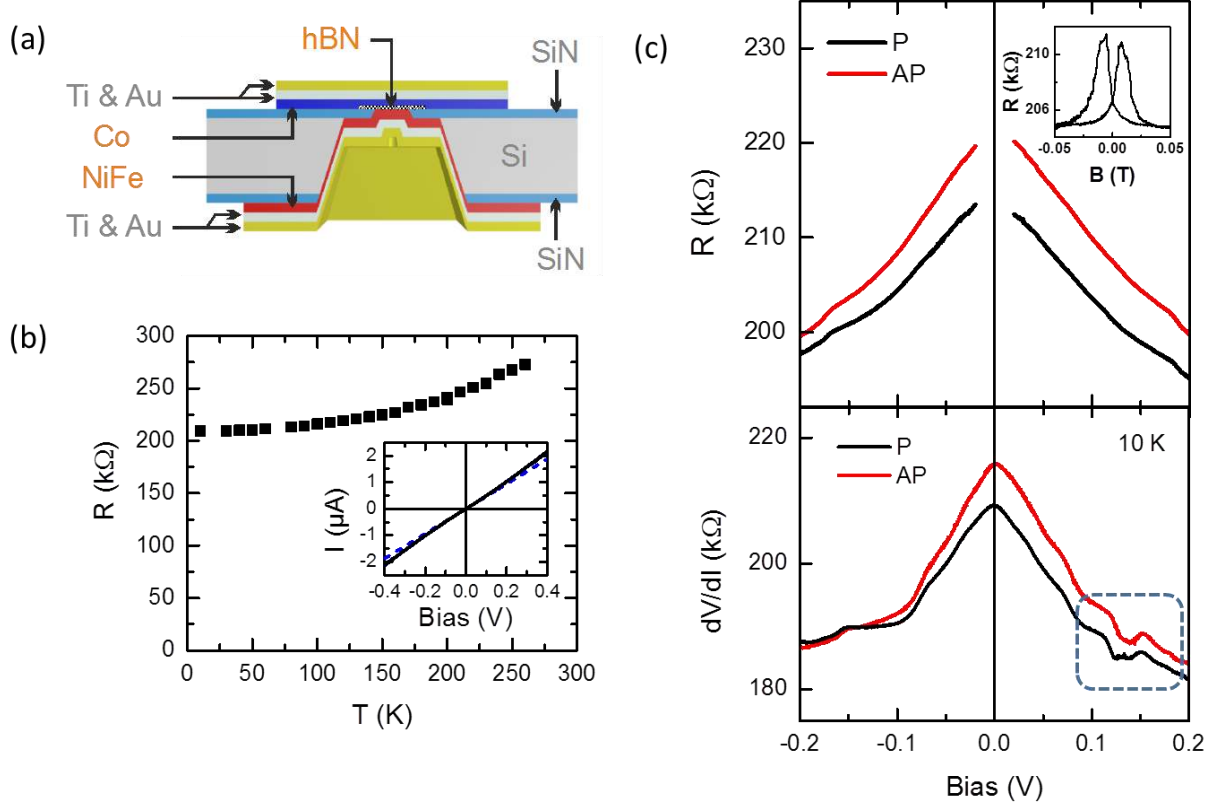 (a)
hBN
SiN
Ti & Au
Co
Si
NiFe
Ti & Au
SiN
(b)
300
250
200
150
100
50
0
R (kΩ)
0 50 100 150 200 250 300
T (K)
2
1
0
-1
-2
I (µA)
-0.4 -0.2 0.0 0.2 0.4
Bias (V)
(c)
P
AP
230
220
210
200
R (kΩ)
210
206
R (kΩ)
-0.05 0.00 0.05
B (T)
P
AP
10 K
220
200
180
dV/dI (kΩ)
-0.2 -0.1 0.0 0.1 0.2
Bias (V)